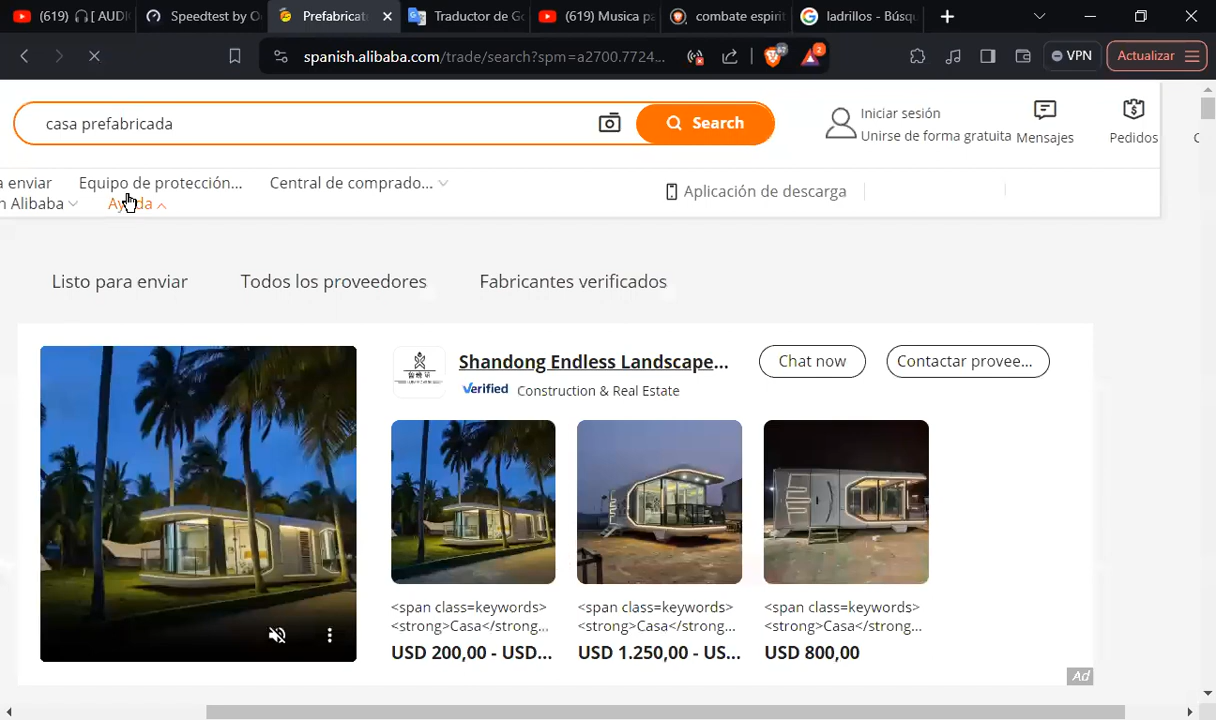 (619) 🎧 [ AUDI
Speedtest by O
Prefabricat
Traductor de Go
(619) Musica pa
combate espirit
ladrillos - Búsqu
spanish.alibaba.com/trade/search?spm=a2700.7724...
67
2
VPN
Actualizar
casa prefabricada
Search
Iniciar sesión
Unirse de forma gratuita
Mensajes
Pedidos
C
a enviar
Equipo de protección...
Central de comprado...
n Alibaba
Ayuda
Aplicación de descarga
Listo para enviar
Todos los proveedores
Fabricantes verificados
Shandong Endless Landscape...
Verified Construction & Real Estate
Chat now
Contactar provee...
<span class=keywords>
<strong>Casa</strong...
USD 200,00 - USD...
<span class=keywords>
<strong>Casa</strong...
USD 1.250,00 - US...
<span class=keywords>
<strong>Casa</strong...
USD 800,00
Ad